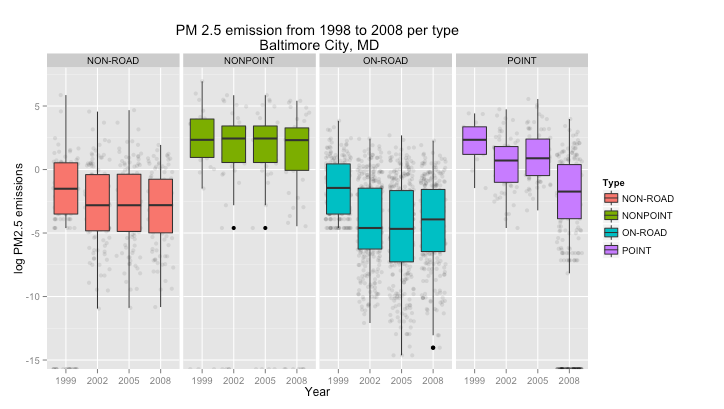 PM 2.5 emission from 1998 to 2008 per type
Baltimore City, MD
NON-ROAD NONPOINT ON-ROAD POINT
log PM2.5 emissions
5
0
-5
-10
-15
1999 2002 2005 2008 1999 2002 2005 2008 1999 2002 2005 2008 1999 2002 2005 2008
Year
Type
NON-ROAD
NONPOINT
ON-ROAD
POINT